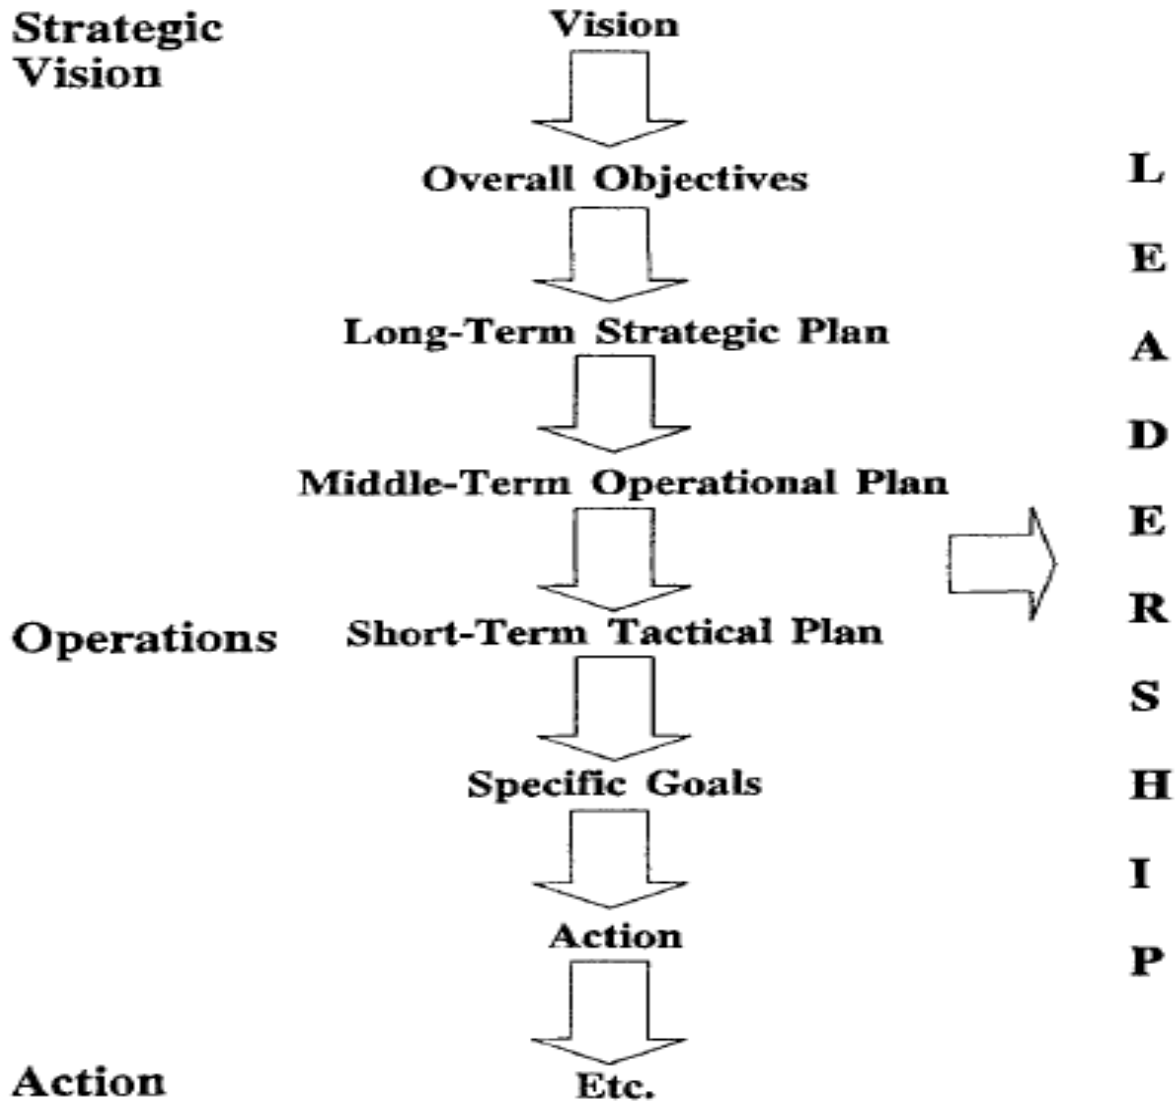 Strategic
Vision
Vision
Overall Objectives
Long-Term Strategic Plan
Middle-Term Operational Plan
Operations
Short-Term Tactical Plan
Specific Goals
Action
Action
Etc.
L
E
A
D
E
R
S
H
I
P